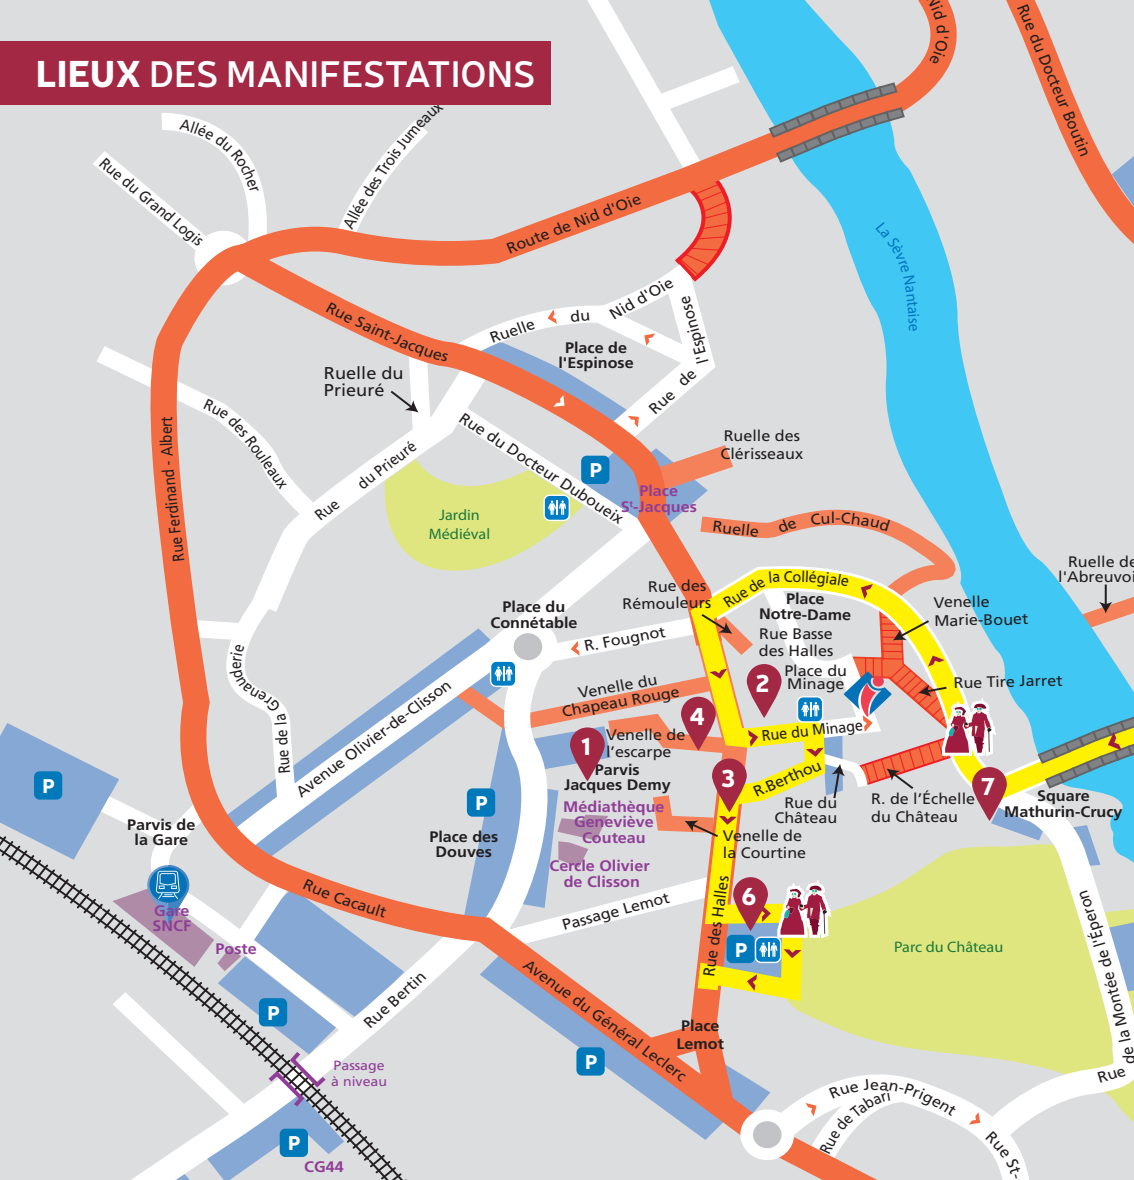 LIEUX DES MANIFESTATIONS
Nid d'Oie
Rue du Docteur Boutin
Allée du Rocher
Allée des Trois Jumeaux
Rue du Grand Logis
Route de Nid d'Oie
La Sèvre Nantaise
Rue Saint-Jacques
Ruelle du Nid d'Oie
Place de
l'Espinose
Rue de l'Espinose
Ruelle du
Prieuré
Rue des Rouleaux
Rue du Prieuré
Rue du Docteur Duboueix
Rue Ferdinand - Albert
Ruelle des
Clérisseaux
P
Place
St-Jacques
Jardin
Médiéval
Ruelle de Cul-Chaud
Ruelle de
l'Abreuvoi
Rue de la Collégiale
Rue des
Rémouleurs
Place
Notre-Dame
Venelle
Marie-Bouet
Place du
Connétable
R. Fougnot
Rue Basse
des Halles
Place du
Minage
Rue Tire Jarret
Rue de la Grenauderie
Avenue Olivier-de-Clisson
Venelle du
Chapeau Rouge
2
4
Venelle de
l’escarpe
Rue du Minage
1
Parvis
Jacques Demy
3
R.Berthou
7
Square
Mathurin-Crucy
R. de l’Échelle
du Château
Rue du
Château
P
P
Médiathèque
Geneviève
Couteau
Venelle de
la Courtine
Parvis de
la Gare
Place des
Douves
Cercle Olivier
de Clisson
Rue Cacault
Passage Lemot
Rue des Halles
6
P
Gare
SNCF
Poste
Parc du Château
Rue de la Montée de l'Éperon
P
Rue Bertin
Avenue du Général Leclerc
Place
Lemot
Passage
à niveau
P
P
CG44
Rue Jean-Prigent
Rue de Tabari
Rue St-